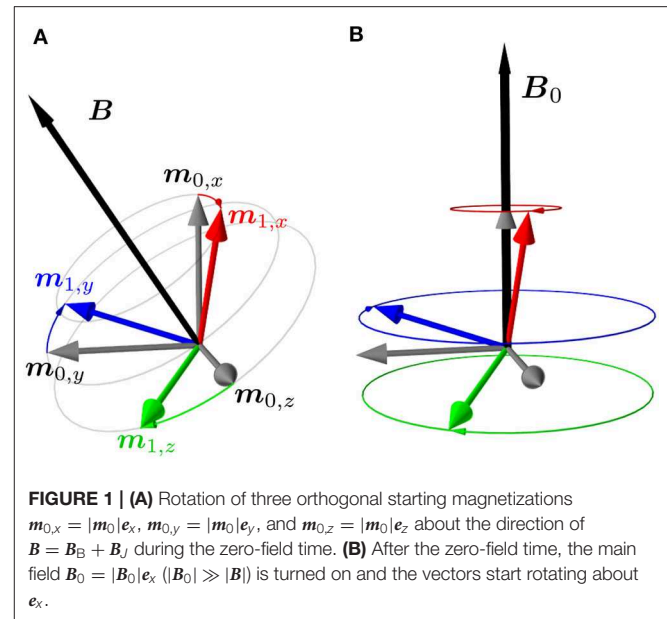 A
B
B
B₀
m₀,ₓ
m₁,ₓ
m₁,y
m₀,y
m₀,z
m₁,z
FIGURE 1 | (A) Rotation of three orthogonal starting magnetizations
m₀,ₓ = |m₀|eₓ, m₀,y = |m₀|ey, and m₀,z = |m₀|ez about the direction of
B = BB + BJ during the zero-field time. (B) After the zero-field time, the main
field B₀ = |B₀|eₓ (|B₀| ≫ |B|) is turned on and the vectors start rotating about
eₓ.